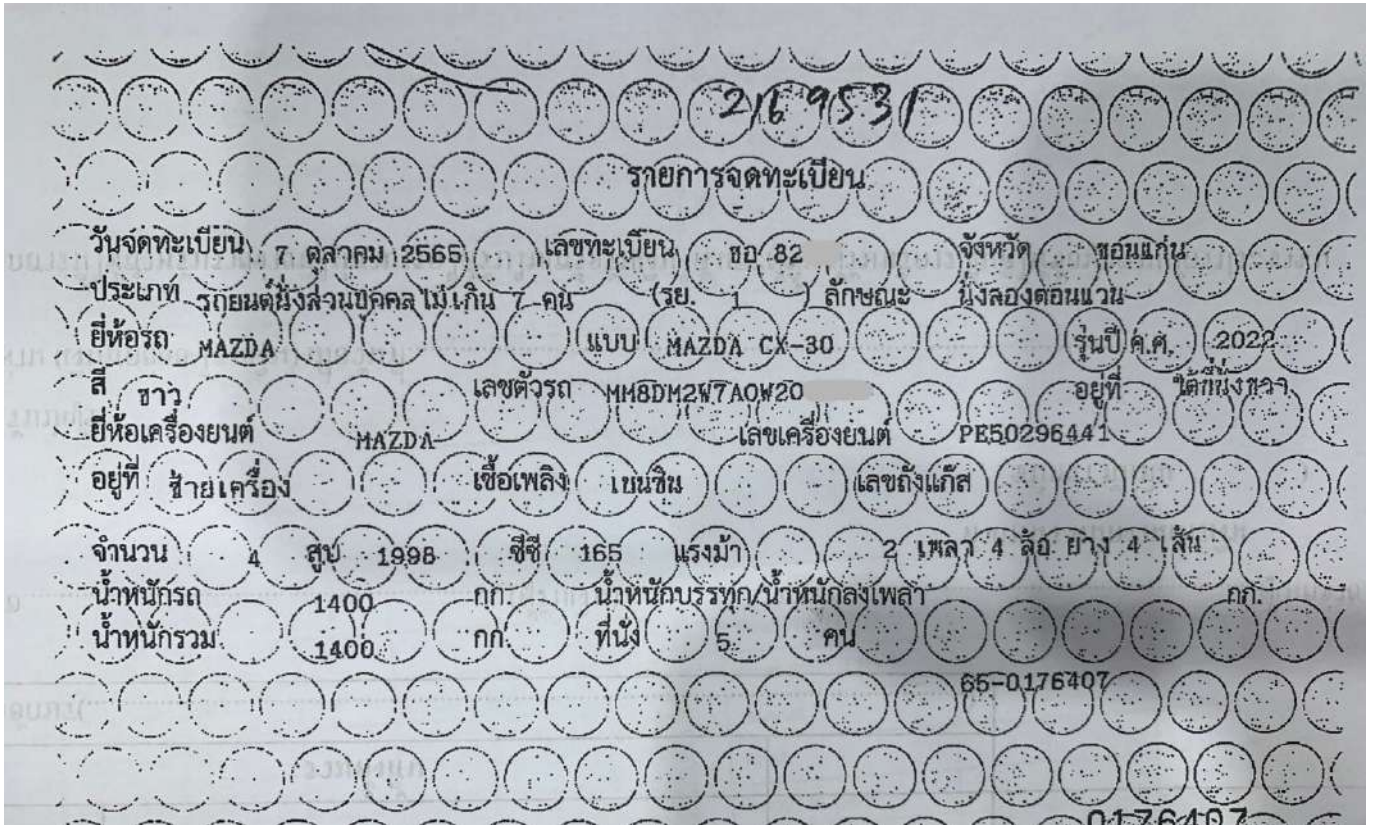 2169531
รายการจดทะเบียน
วันจดทะเบียน 7 ตุลาคม 2565 เลขทะเบียน ขอ 82 จังหวัด ขอนแก่น
ประเภท รถยนต์นั่งส่วนบุคคลไม่เกิน 7 คน (รย. 1 ) ลักษณะ นั่งสองตอนแวน
ยี่ห้อรถ MAZDA แบบ MAZDA CX-30 รุ่นปี ค.ศ. 2022
สี ขาว เลขตัวรถ MM8DM2W7A0W20 อยู่ที่ ใต้ที่นั่งขวา
ยี่ห้อเครื่องยนต์ MAZDA เลขเครื่องยนต์ PE50296441
อยู่ที่ ซ้ายเครื่อง เชื้อเพลิง เบนซิน เลขถังแก๊ส
จำนวน 4 สูบ 1998 ซีซี 165 แรงม้า 2 เพลา 4 ล้อ ยาง 4 เส้น
น้ำหนักรถ 1400 กก. น้ำหนักบรรทุก/น้ำหนักลงเพลา กก.
น้ำหนักรวม 1400 กก. ที่นั่ง 5 คน
65-0176407
0176407